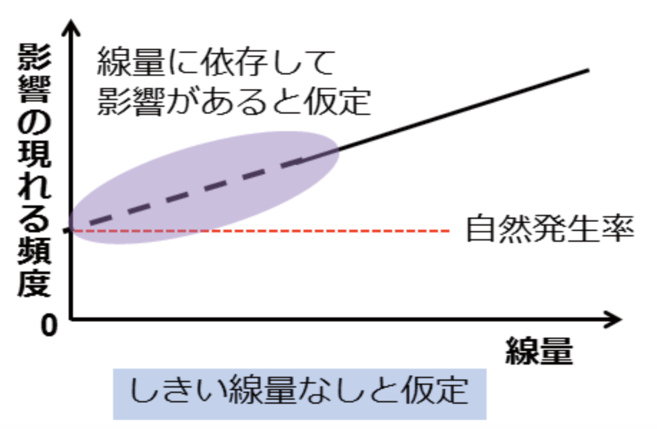 影響の現れる頻度
線量に依存して
影響があると仮定
自然発生率
0
線量
しきい線量なしと仮定